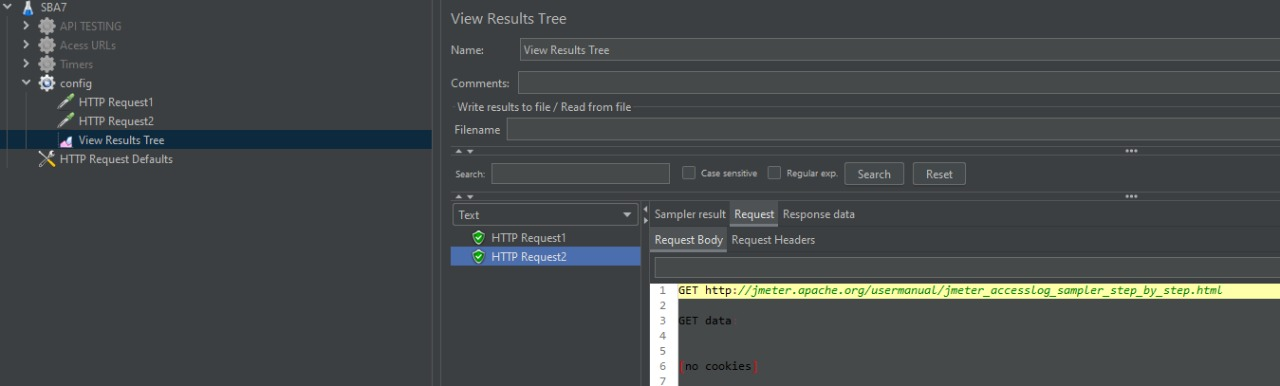 SBA7
API TESTING
Acess URLs
Timers
config
HTTP Request1
HTTP Request2
View Results Tree
HTTP Request Defaults
View Results Tree
Name: View Results Tree
Comments:
Write results to file / Read from file
Filename
Search: Case sensitive Regular exp. Search Reset
Text
HTTP Request1
HTTP Request2
Sampler result Request Response data
Request Body Request Headers
1 GET http://jmeter.apache.org/usermanual/jmeter_accesslog_sampler_step_by_step.html
2
3 GET data
4
5
6 [no cookies]
7